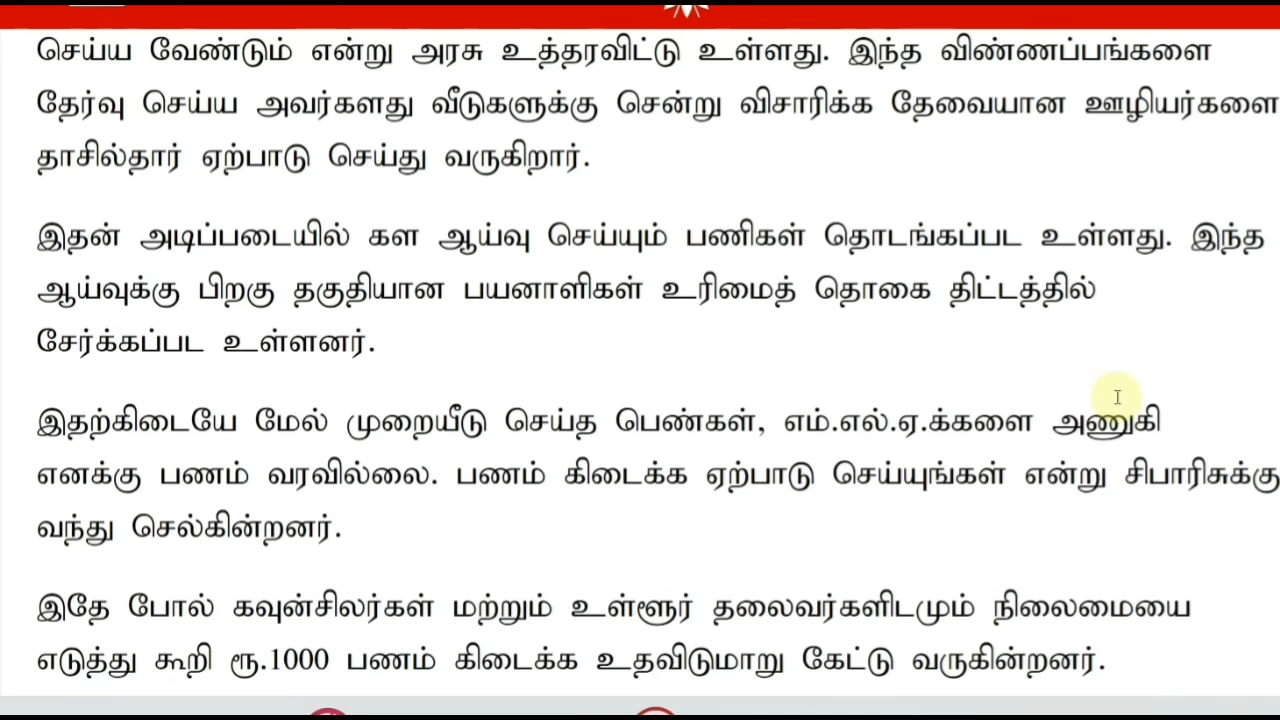 செய்ய வேண்டும் என்று அரசு உத்தரவிட்டு உள்ளது. இந்த விண்ணப்பங்களை
தேர்வு செய்ய அவர்களது வீடுகளுக்கு சென்று விசாரிக்க தேவையான ஊழியர்களை
தாசில்தார் ஏற்பாடு செய்து வருகிறார்.
இதன் அடிப்படையில் கள ஆய்வு செய்யும் பணிகள் தொடங்கப்பட உள்ளது. இந்த
ஆய்வுக்கு பிறகு தகுதியான பயனாளிகள் உரிமைத் தொகை திட்டத்தில்
சேர்க்கப்பட உள்ளனர்.
இதற்கிடையே மேல் முறையீடு செய்த பெண்கள், எம்.எல்.ஏ.க்களை அணுகி
எனக்கு பணம் வரவில்லை. பணம் கிடைக்க ஏற்பாடு செய்யுங்கள் என்று சிபாரிசுக்கு
வந்து செல்கின்றனர்.
இதே போல் கவுன்சிலர்கள் மற்றும் உள்ளூர் தலைவர்களிடமும் நிலைமையை
எடுத்து கூறி ரூ.1000 பணம் கிடைக்க உதவிடுமாறு கேட்டு வருகின்றனர்.